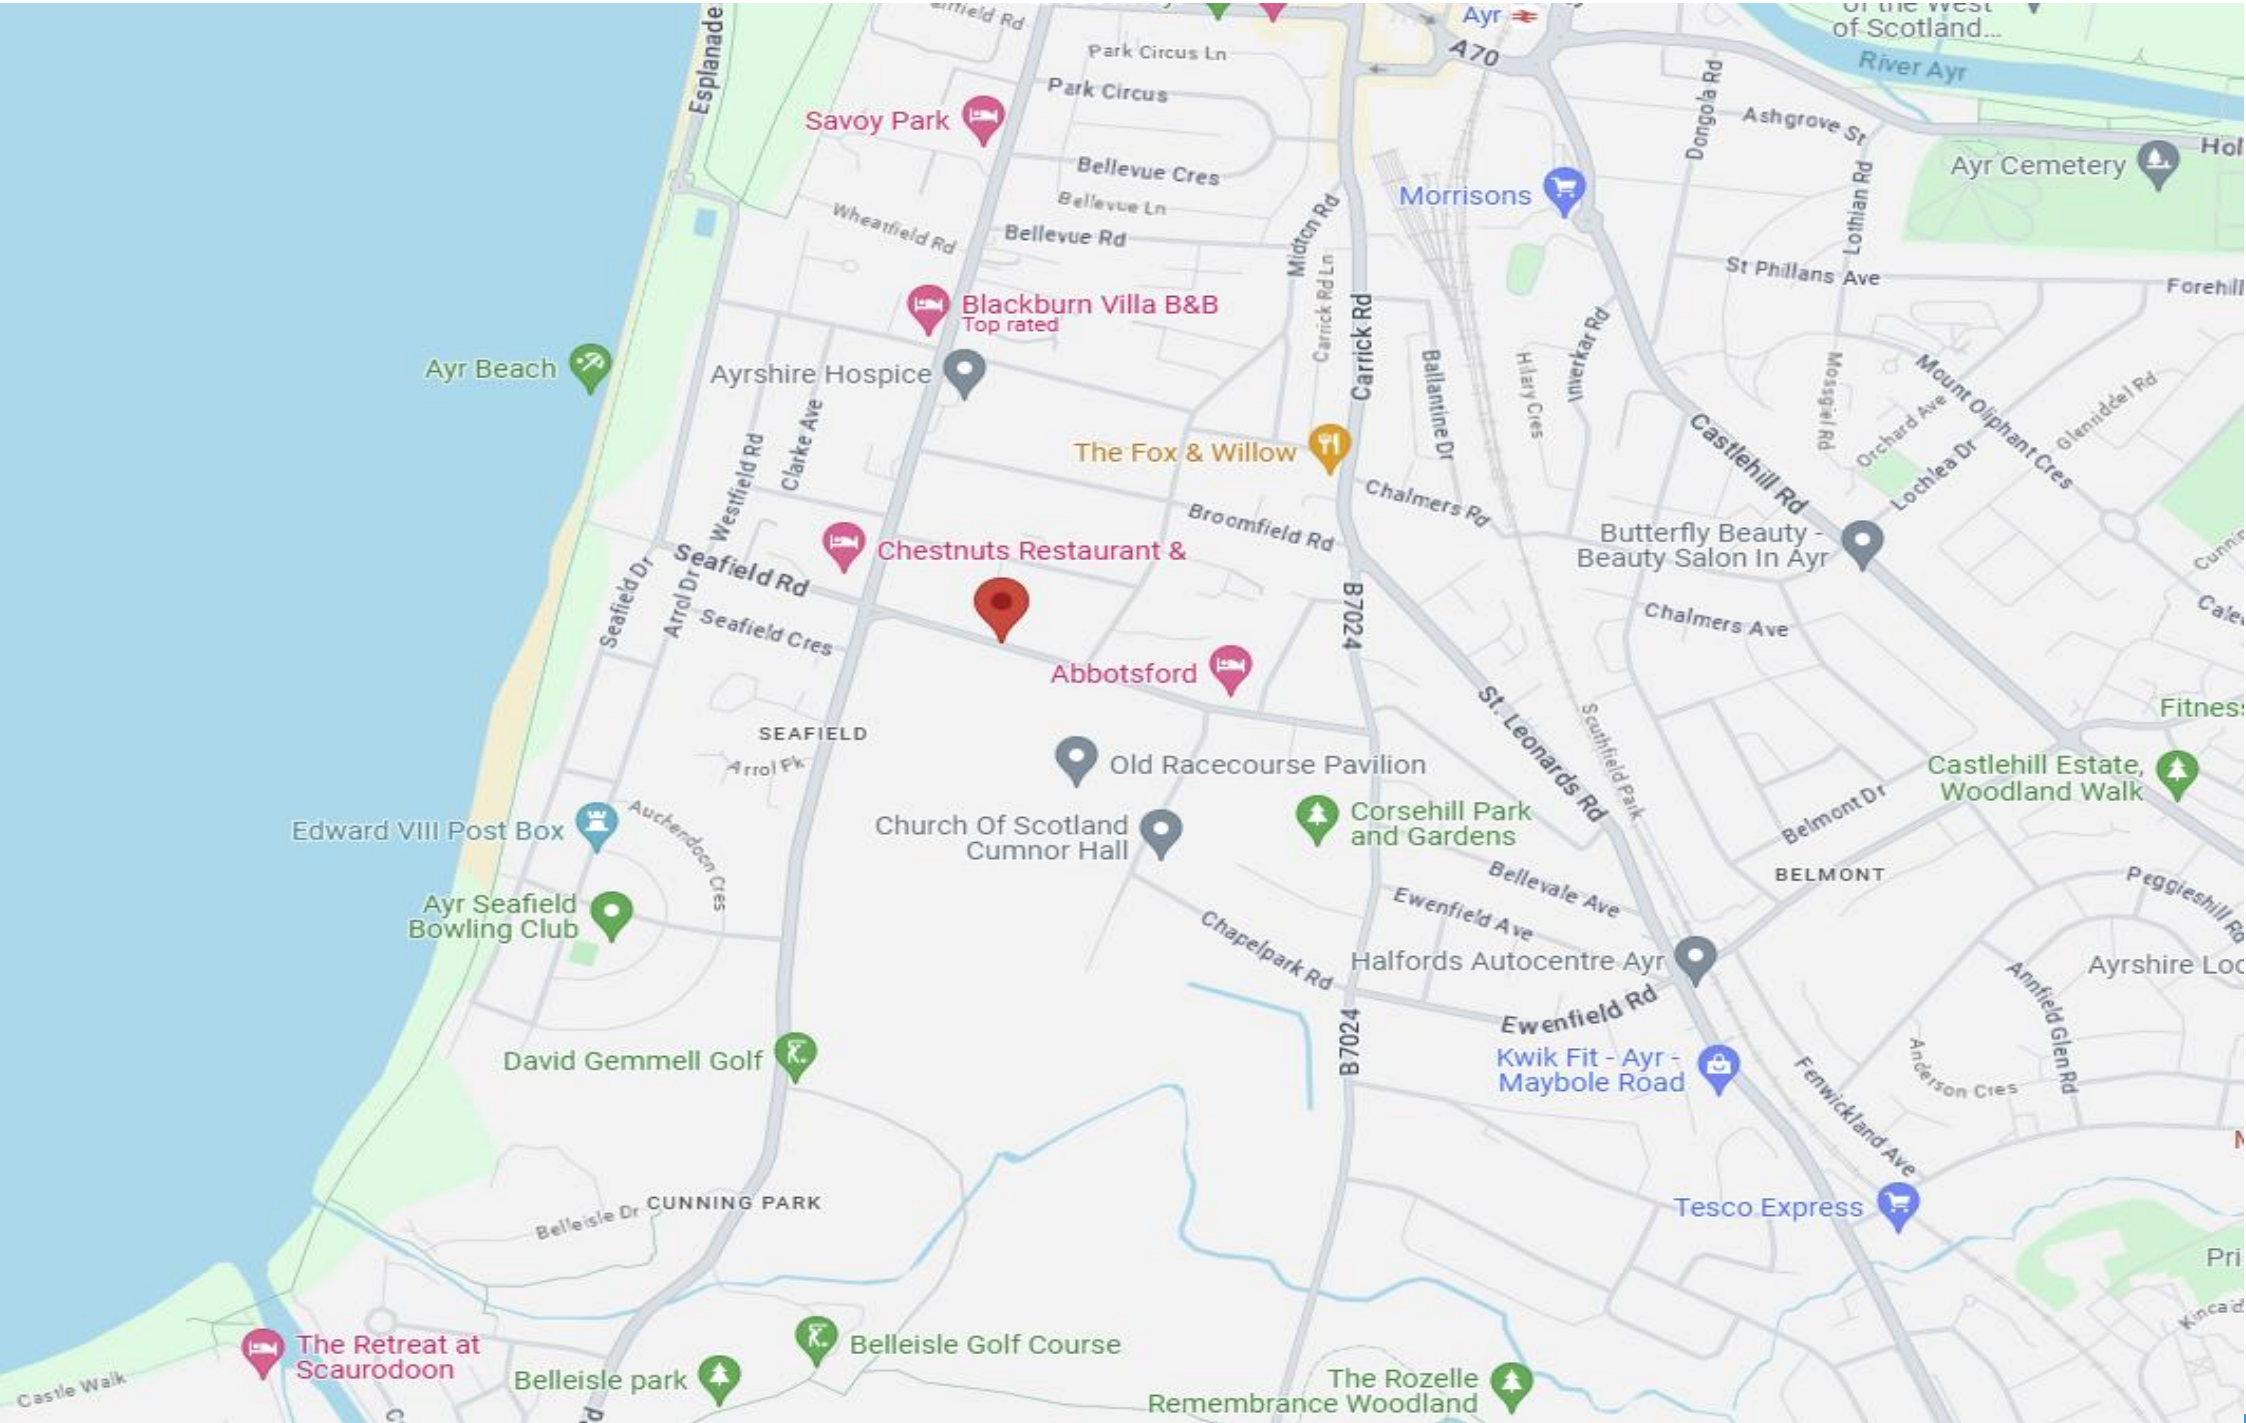 Esplanade
Park Circus Ln
Park Circus
Savoy Park
Bellevue Cres
Bellevue Ln
Bellevue Rd
Wheatfield Rd
Midton Rd
Carrick Rd Ln
Carrick Rd
Ayr
A70
Morrisons
of Scotland...
River Ayr
Dongola Rd
Ashgrove St
Lothian Rd
Ayr Cemetery
St Phillans Ave
Forehill
Blackburn Villa B&B
Top rated
Ayr Beach
Ayrshire Hospice
Westfield Rd
Clarke Ave
The Fox & Willow
Ballantine Dr
Hilary Cres
Inverkar Rd
Mossgiel Rd
Orchard Ave
Mount Oliphant Cres
Glenriddel Rd
Lochlea Dr
Castlehill Rd
Chalmers Rd
Broomfield Rd
Butterfly Beauty -
Beauty Salon In Ayr
Chestnuts Restaurant &
Seafield Rd
Seafield Dr
Arrol Dr
Seafield Cres
B7024
Chalmers Ave
Abbotsford
SEAFIELD
Arrol Pk
Old Racecourse Pavilion
St. Leonards Rd
Southfield Park
Castlehill Estate,
Woodland Walk
Belmont Dr
BELMONT
Edward VIII Post Box
Auchendoon Cres
Church Of Scotland
Cumnor Hall
Corsehill Park
and Gardens
Bellevale Ave
Ewenfield Ave
Peggieshill Rd
Ayr Seafield
Bowling Club
Chapelpark Rd
Halfords Autocentre Ayr
Ewenfield Rd
Annfield Glen Rd
Anderson Cres
Fenwickland Ave
David Gemmell Golf
B7024
Kwik Fit - Ayr -
Maybole Road
Belleisle Dr
CUNNING PARK
Tesco Express
The Retreat at
Scaurodoon
Castle Walk
Belleisle Golf Course
Belleisle park
The Rozelle
Remembrance Woodland